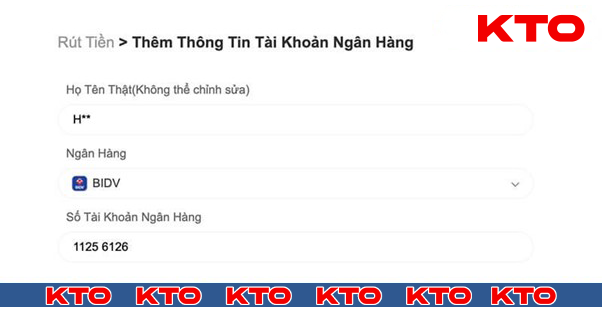 KTO
Rút Tiền > Thêm Thông Tin Tài Khoản Ngân Hàng
Họ Tên Thật(Không thể chỉnh sửa)
H**
Ngân Hàng
BIDV
Số Tài Khoản Ngân Hàng
1125 6126
KTO KTO KTO KTO KTO KTO